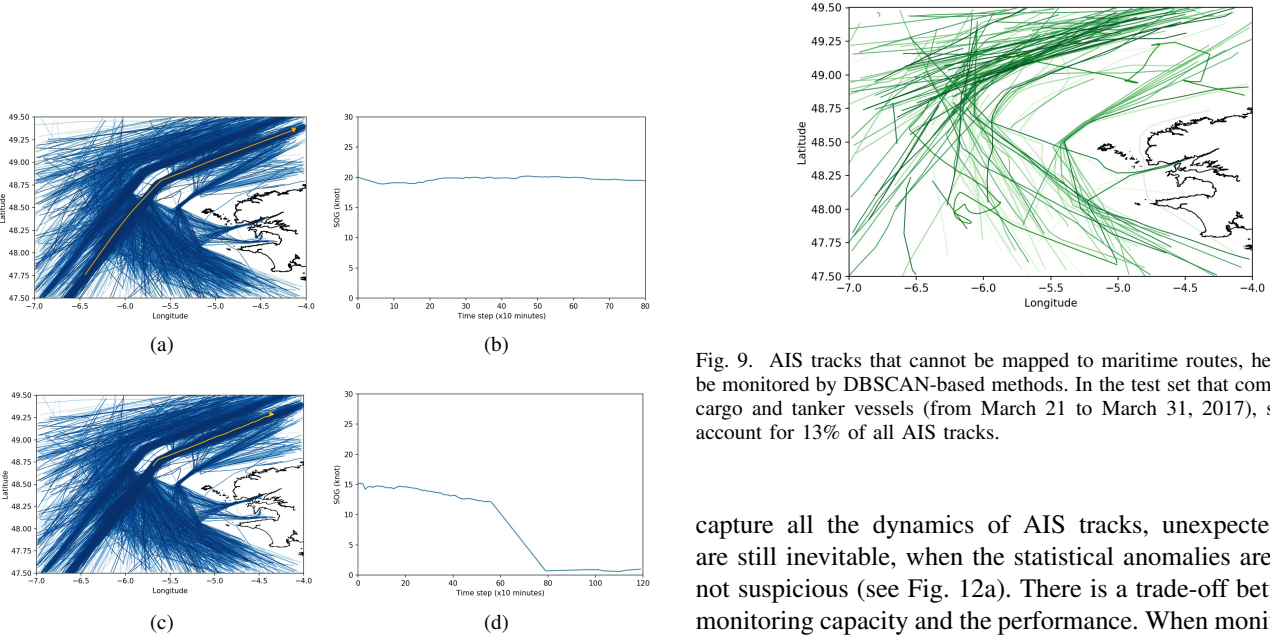 49.50
49.25
49.00
48.75
48.50
48.25
48.00
47.75
47.50
Latitude
−7.0 −6.5 −6.0 −5.5 −5.0 −4.5 −4.0
Longitude
30
25
20
15
10
5
0
SOG (knot)
0 10 20 30 40 50 60 70 80
Time step (x10 minutes)
(a)
(b)
49.50
49.25
49.00
48.75
48.50
48.25
48.00
47.75
47.50
Latitude
−7.0 −6.5 −6.0 −5.5 −5.0 −4.5 −4.0
Longitude
30
25
20
15
10
5
0
SOG (knot)
0 20 40 60 80 100 120
Time step (x10 minutes)
(c)
(d)
49.50
49.25
49.00
48.75
48.50
48.25
48.00
47.75
47.50
Latitude
−7.0 −6.5 −6.0 −5.5 −5.0 −4.5 −4.0
Longitude
Fig. 9. AIS tracks that cannot be mapped to maritime routes, he
be monitored by DBSCAN-based methods. In the test set that com
cargo and tanker vessels (from March 21 to March 31, 2017), s
account for 13% of all AIS tracks.
capture all the dynamics of AIS tracks, unexpecte
are still inevitable, when the statistical anomalies are
not suspicious (see Fig. 12a). There is a trade-off bet
monitoring capacity and the performance. When monit